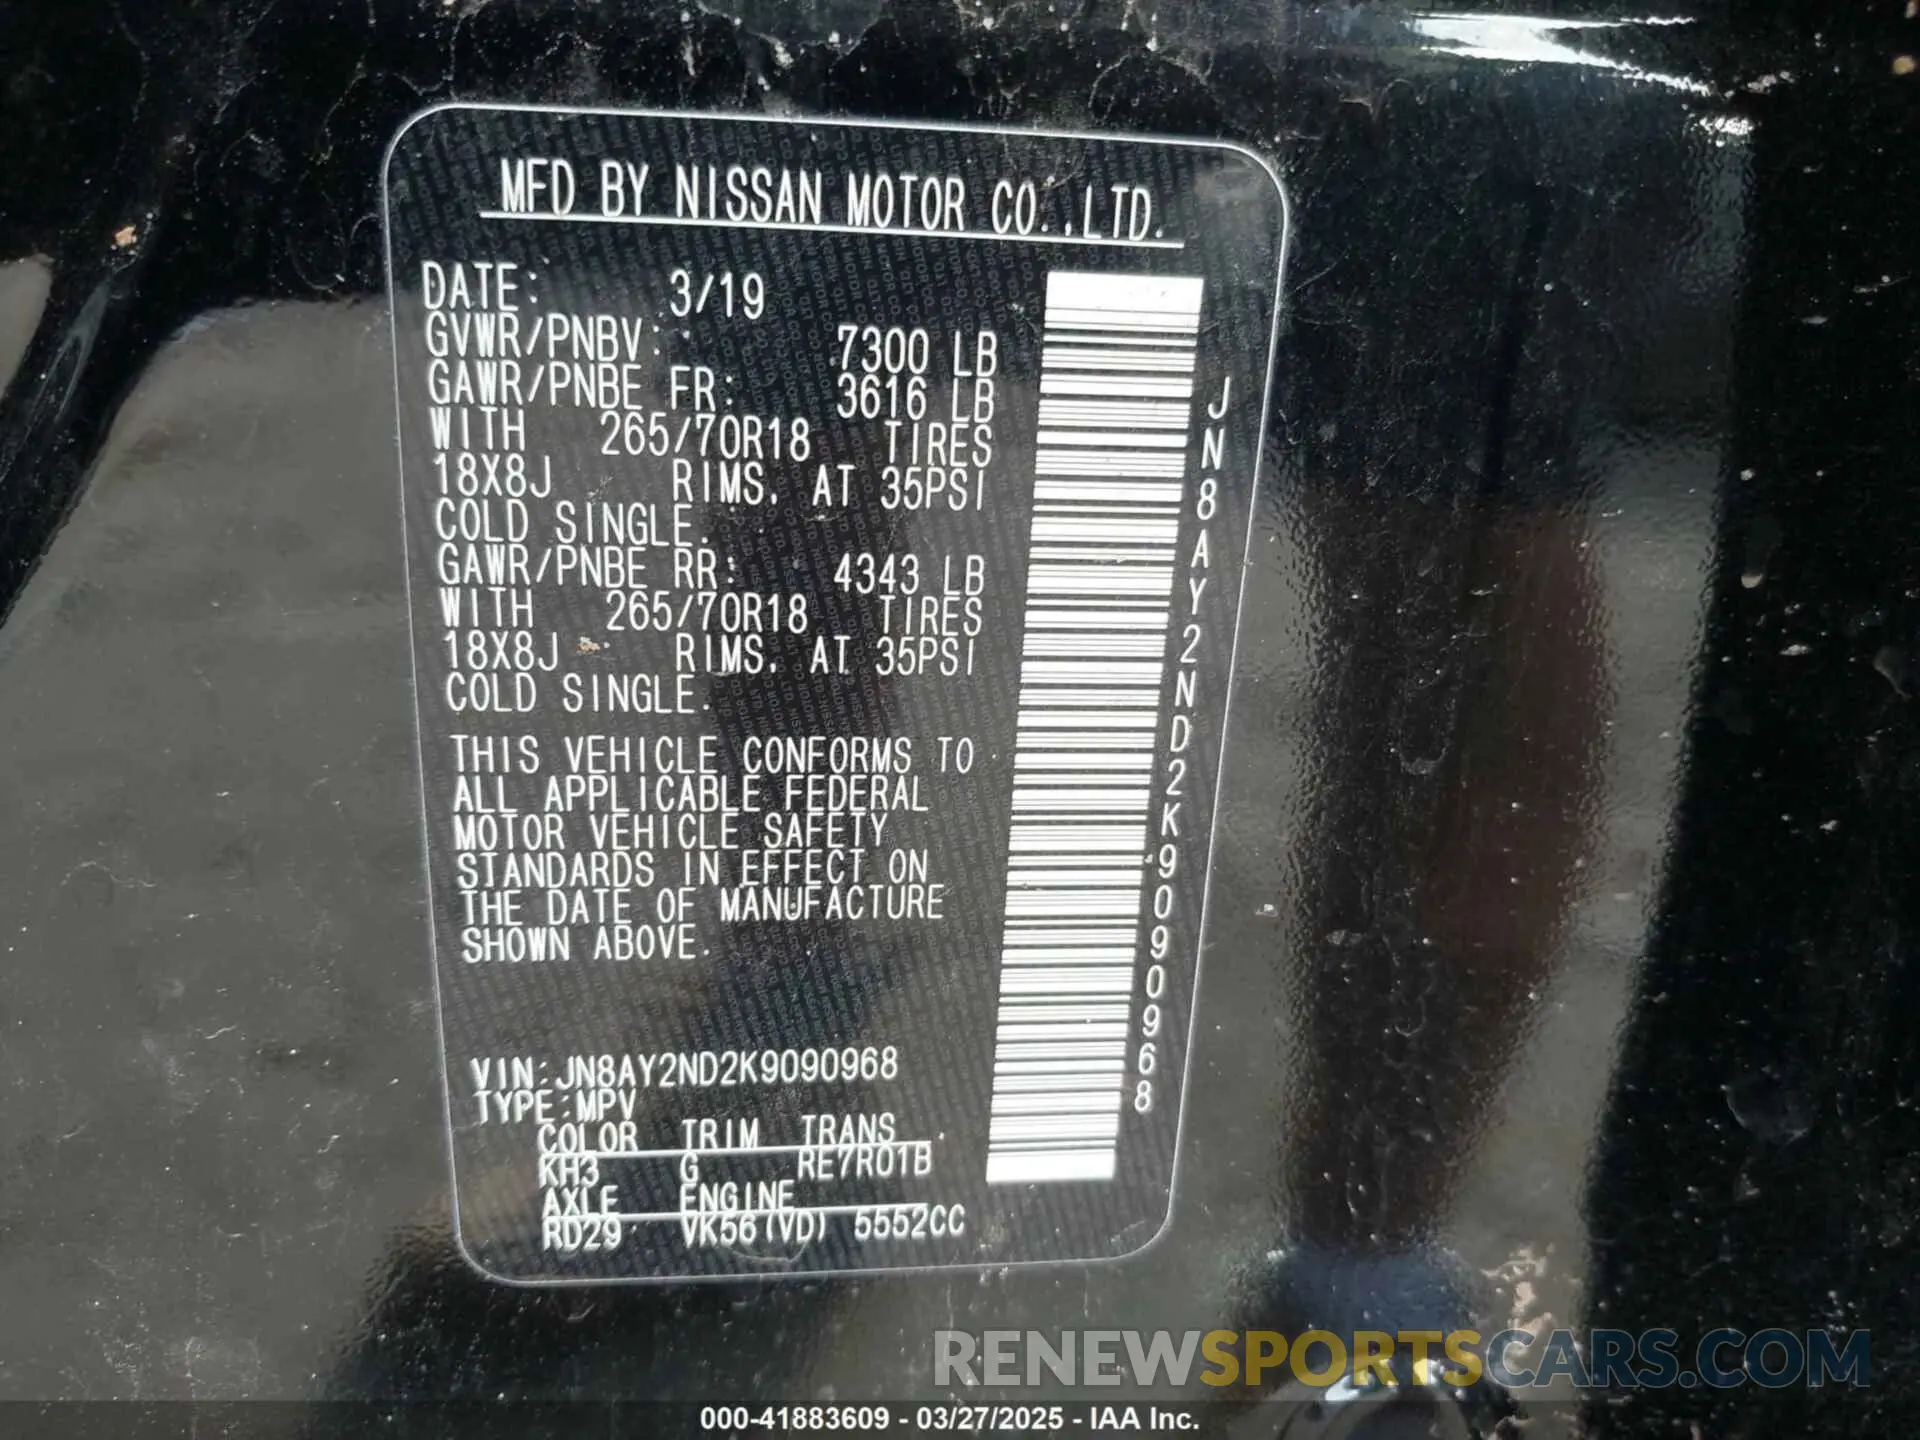 MFD BY NISSAN MOTOR CO.,LTD.
DATE: 3/19
GVWR/PNBV: 7300 LB
GAWR/PNBE FR: 3616 LB
WITH 265/70R18 TIRES
18X8J RIMS, AT 35PSI
COLD SINGLE.
GAWR/PNBE RR: 4343 LB
WITH 265/70R18 TIRES
18X8J RIMS, AT 35PSI
COLD SINGLE.
THIS VEHICLE CONFORMS TO
ALL APPLICABLE FEDERAL
MOTOR VEHICLE SAFETY
STANDARDS IN EFFECT ON
THE DATE OF MANUFACTURE
SHOWN ABOVE.
VIN:JN8AY2ND2K9090968
TYPE:MPV
COLOR TRIM TRANS
KH3 G RE7R01B
AXLE ENGINE
RD29 VK56(VD) 5552CC
JN8AY2ND2K9090968
RENEWSPORTSCARS.COM
000-41883609 - 03/27/2025 - IAA Inc.